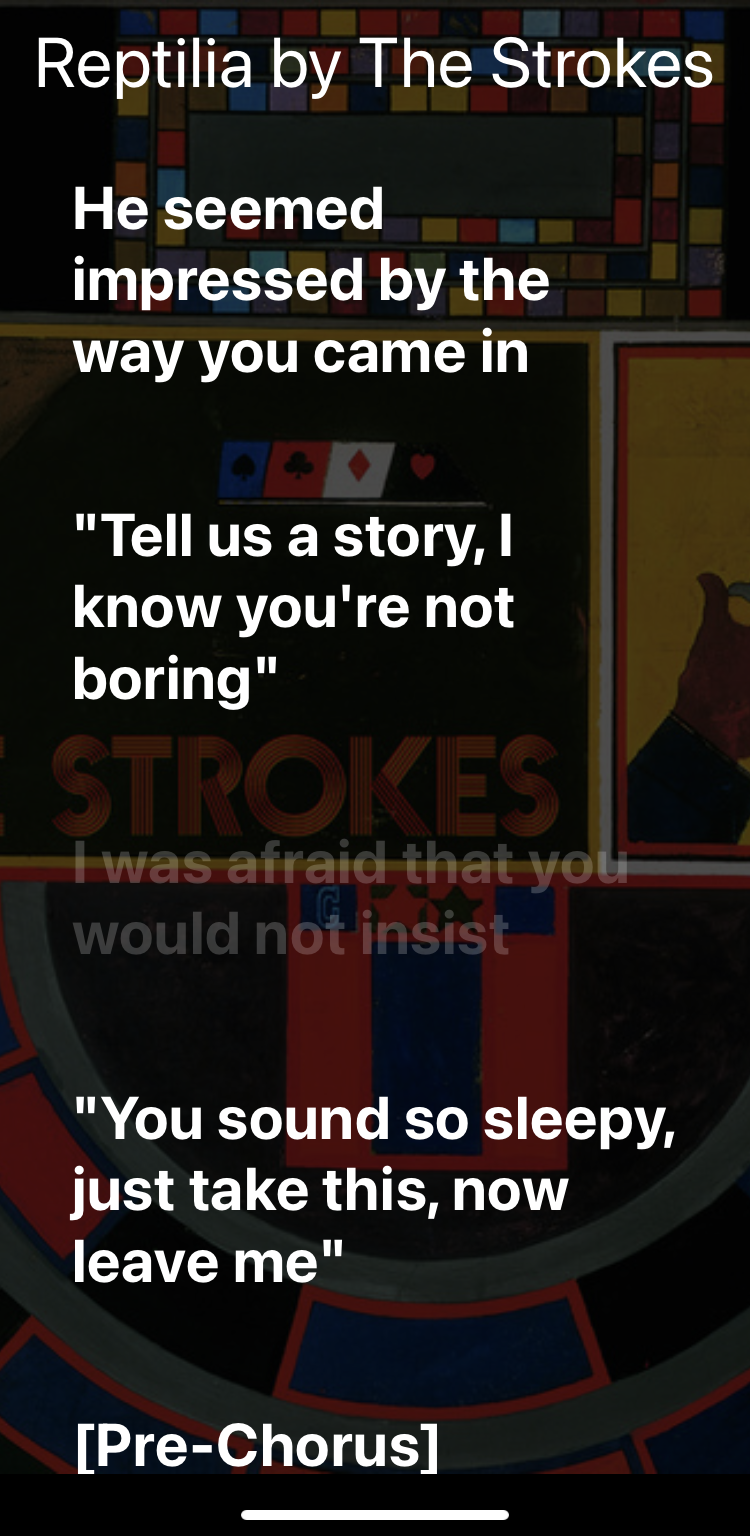 Reptilia by The Strokes
He seemed
impressed by the
way you came in
"Tell us a story, I
know you're not
boring"
STROKES
I was afraid that you
would not insist
"You sound so sleepy,
just take this, now
leave me"
[Pre-Chorus]